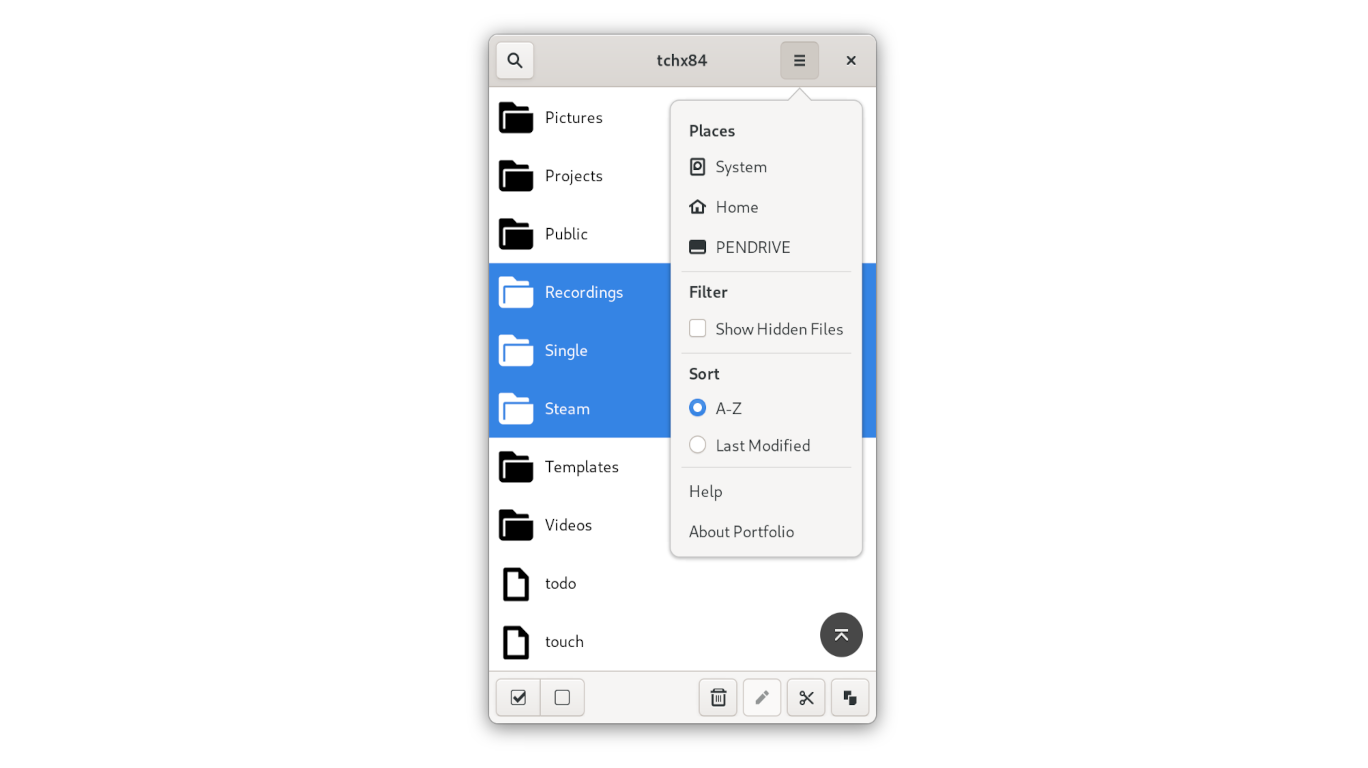 tchx84
Pictures
Projects
Public
Recordings
Single
Steam
Templates
Videos
todo
touch
Places
System
Home
PENDRIVE
Filter
Show Hidden Files
Sort
A-Z
Last Modified
Help
About Portfolio